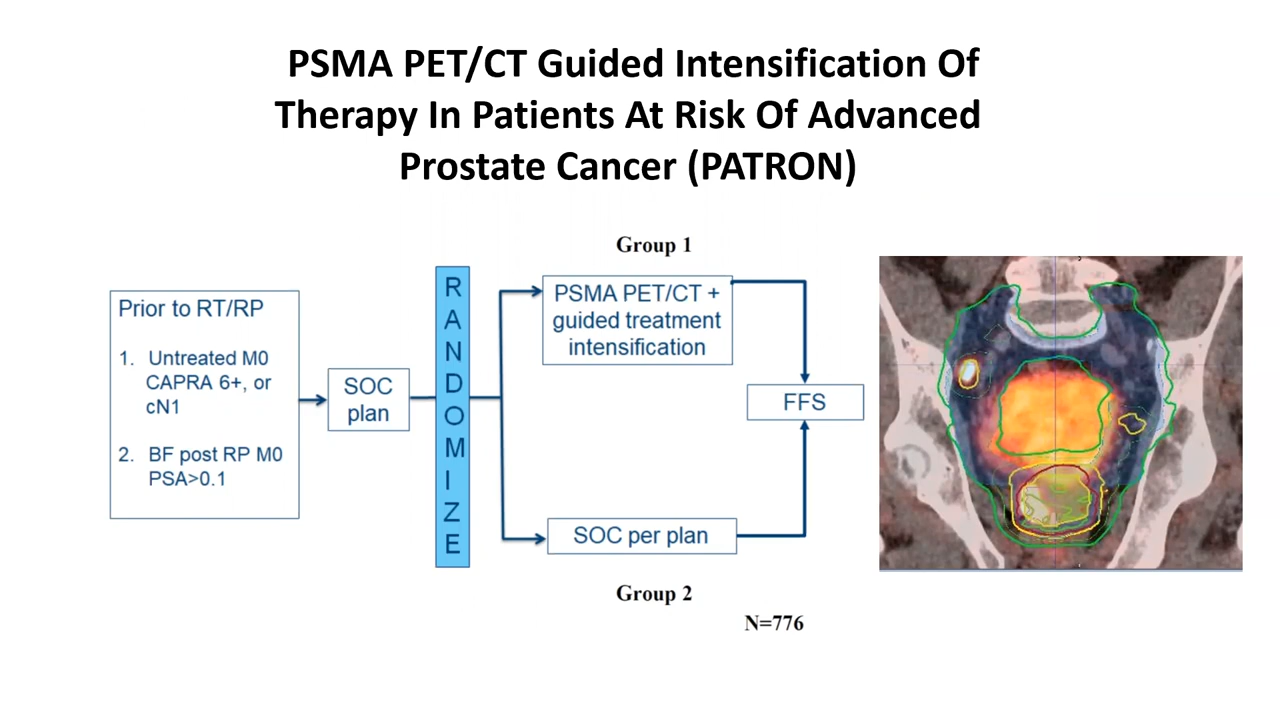 PSMA PET/CT Guided Intensification Of
Therapy In Patients At Risk Of Advanced
Prostate Cancer (PATRON)
Prior to RT/RP
1. Untreated M0
CAPRA 6+, or
cN1
2. BF post RP M0
PSA>0.1
SOC
plan
R
A
N
D
O
M
I
Z
E
Group 1
PSMA PET/CT +
guided treatment
intensification
FFS
SOC per plan
Group 2
N=776